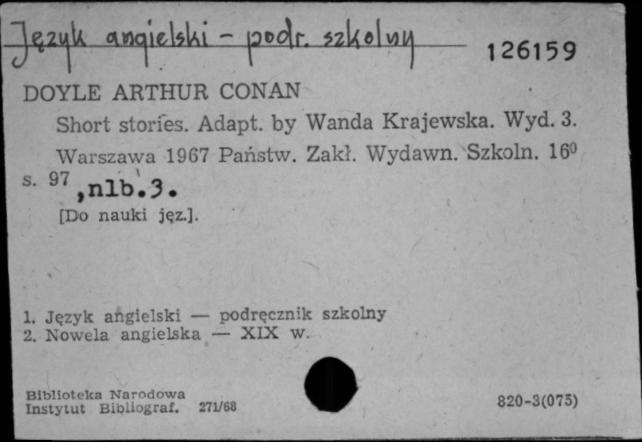 Język angielski - podr. szkolny
126159
DOYLE ARTHUR CONAN
Short stories. Adapt. by Wanda Krajewska. Wyd. 3.
Warszawa 1967 Państw. Zakł. Wydawn. Szkoln. 16⁰
s. 97 ,nlb.3.
[Do nauki jęz.].
1. Język angielski — podręcznik szkolny
2. Nowela angielska — XIX w.
Biblioteka Narodowa
Instytut Bibliograf. 271/68
820-3(075)